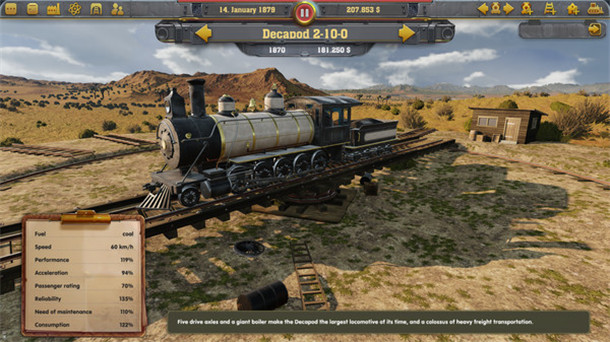 14. January 1879
207.853 $
Decapod 2-10-0
1870
181.250 $
Fuel coal
Speed 60 km/h
Performance 119%
Acceleration 94%
Passenger rating 70%
Reliability 135%
Need of maintenance 110%
Consumption 122%
Five drive axles and a giant boiler make the Decapod the largest locomotive of its time, and a colossus of heavy freight transportation.